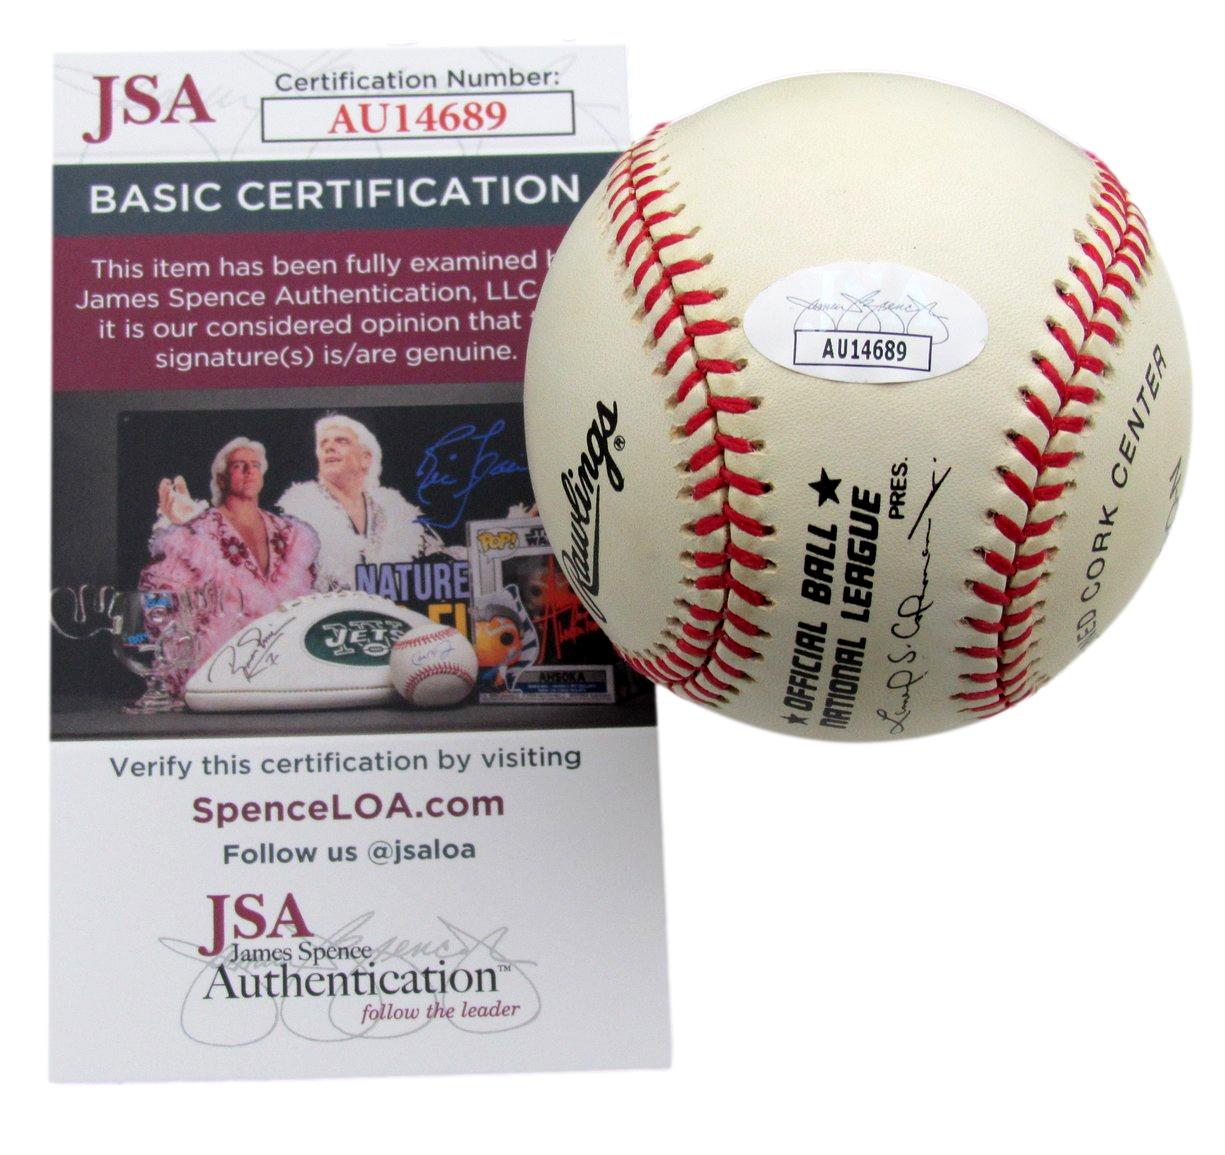 JSA
Certification Number:
AU14689
BASIC CERTIFICATION
This item has been fully examined
James Spence Authentication, LLC
it is our considered opinion that
signature(s) is/are genuine.
NATURE
POP!
JETS
AHSOKA
Verify this certification by visiting
SpenceLOA.com
Follow us @jsaloa
JSA
James Spence
Authentication™
follow the leader
JSA
AU14689
Rawlings®
★ OFFICIAL BALL ★
NATIONAL LEAGUE
PRES.
CORK CENTER